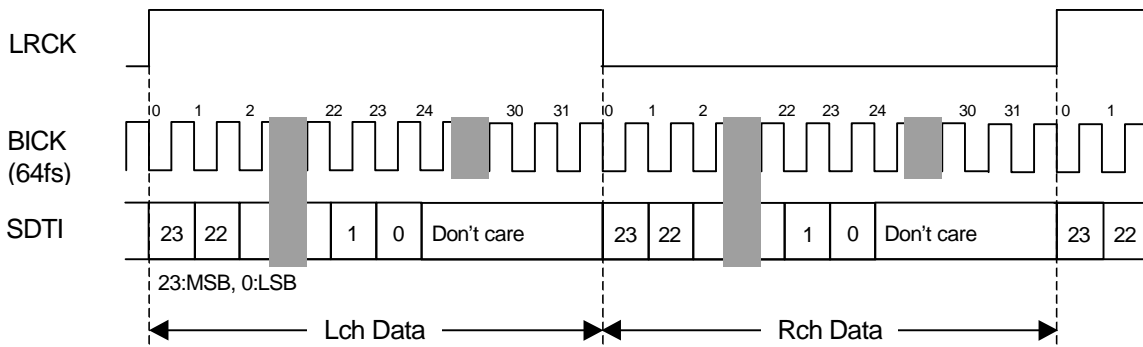 LRCK
0 1 2 22 23 24 30 31 0 1 2 22 23 24 30 31 0 1
BICK
(64fs)
SDTI
23 22 1 0 Don't care 23 22 1 0 Don't care 23 22
23:MSB, 0:LSB
Lch Data Rch Data